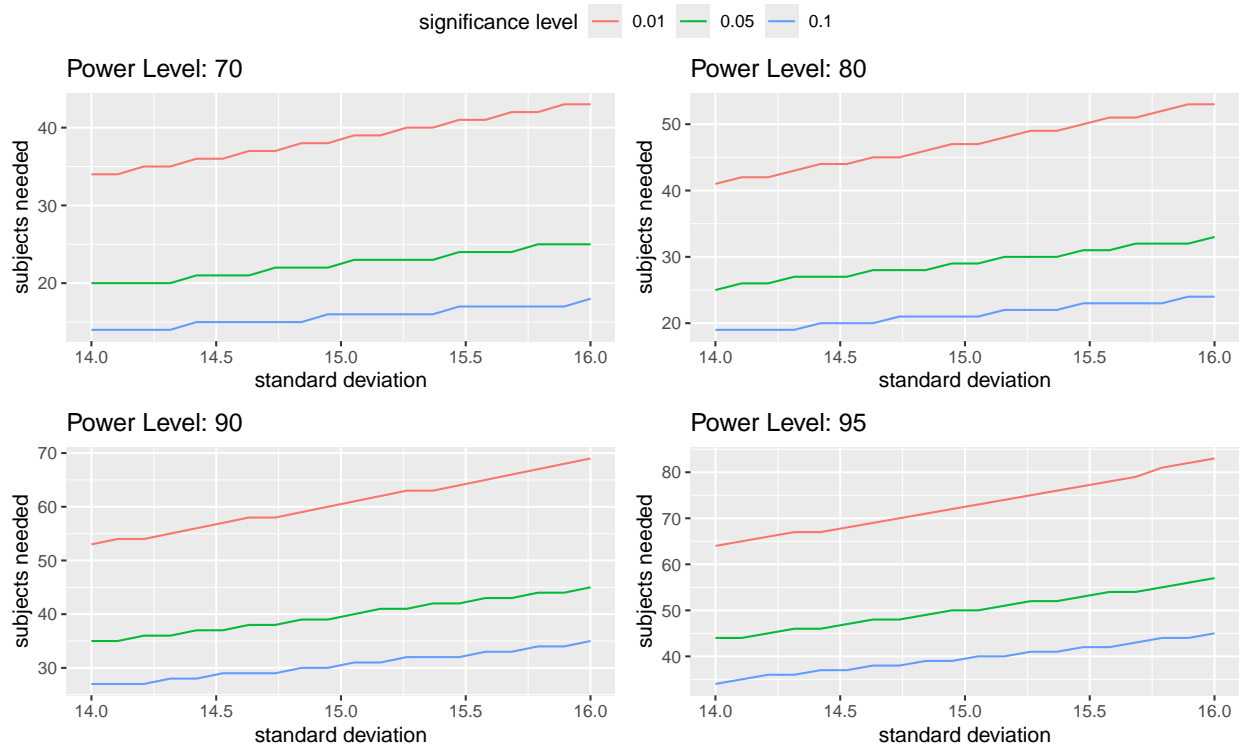 significance level 0.01 0.05 0.1
Power Level: 70
40
30
20
subjects needed
14.0 14.5 15.0 15.5 16.0
standard deviation
Power Level: 80
50
40
30
20
subjects needed
14.0 14.5 15.0 15.5 16.0
standard deviation
Power Level: 90
70
60
50
40
30
subjects needed
14.0 14.5 15.0 15.5 16.0
standard deviation
Power Level: 95
80
70
60
50
40
subjects needed
14.0 14.5 15.0 15.5 16.0
standard deviation